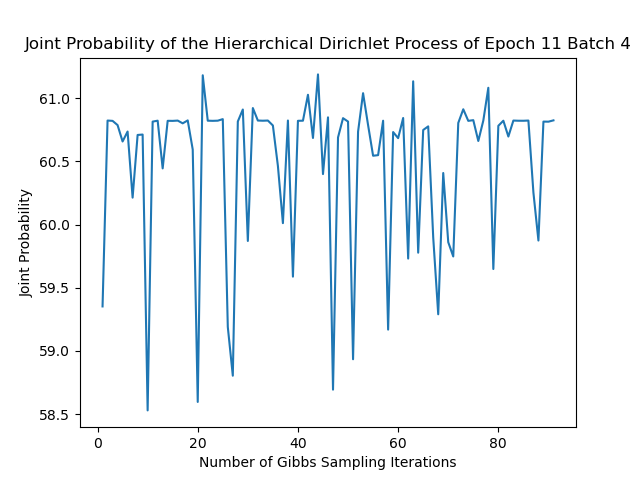 Joint Probability of the Hierarchical Dirichlet Process of Epoch 11 Batch 4
61.0
60.5
60.0
59.5
59.0
58.5
Joint Probability
0 20 40 60 80
Number of Gibbs Sampling Iterations